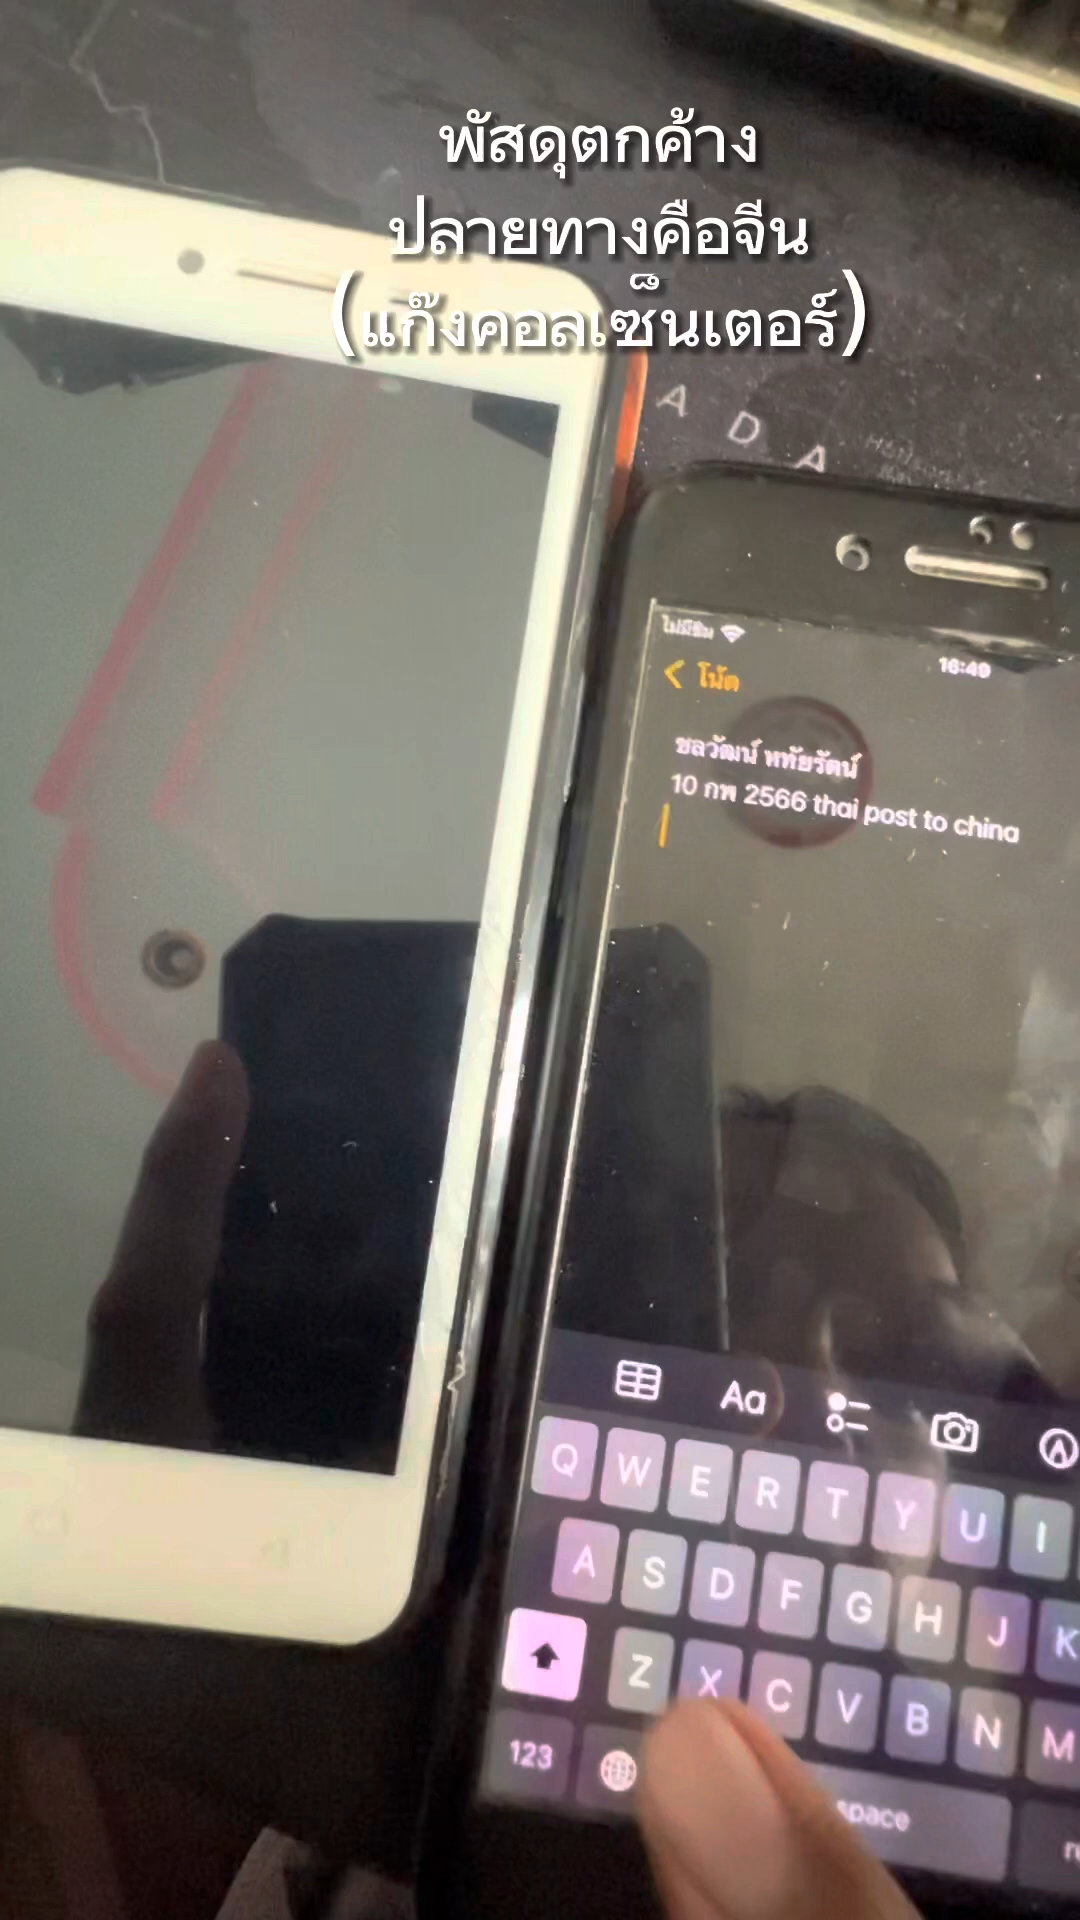 พัสดุตกค้าง
ปลายทางคือจีน
(แก๊งคอลเซ็นเตอร์)
A D A
ไม่มีซิม
16:49
โน้ต
ชลวัฒน์ หทัยรัตน์
10 กพ 2566 thai post to china
Aa
Q W E R T Y U I
A S D F G H J K
Z X C V B N M
123
space